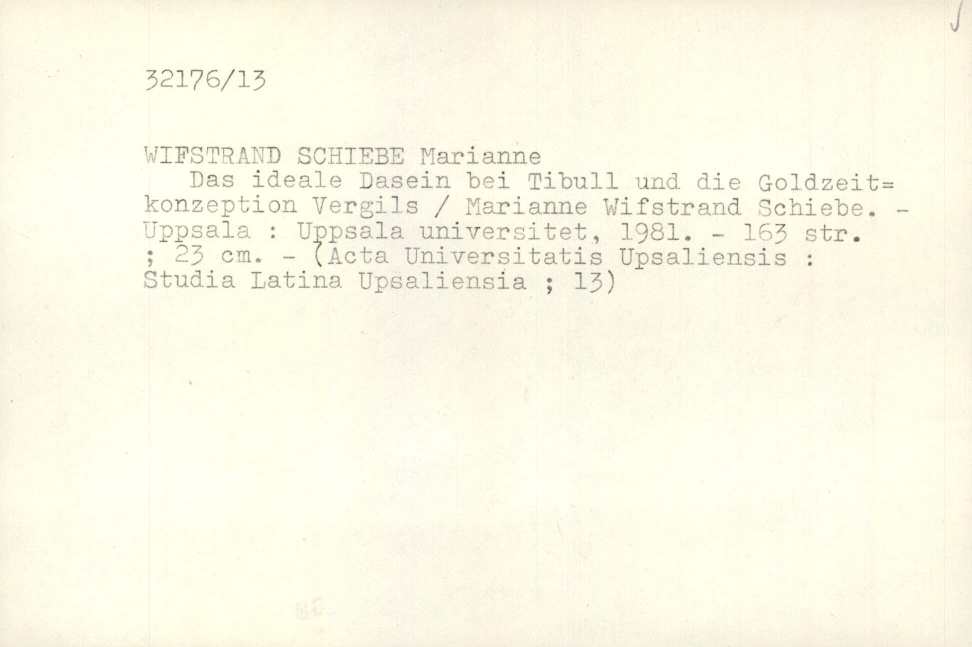 32176/13
WIFSTRAND SCHIEBE Marianne
Das ideale Dasein bei Tibull und die Goldzeit=
konzeption Vergils / Marianne Wifstrand Schiebe. -
Uppsala : Uppsala universitet, 1981. - 163 str.
; 23 cm. - (Acta Universitatis Upsaliensis :
Studia Latina Upsaliensia ; 13)